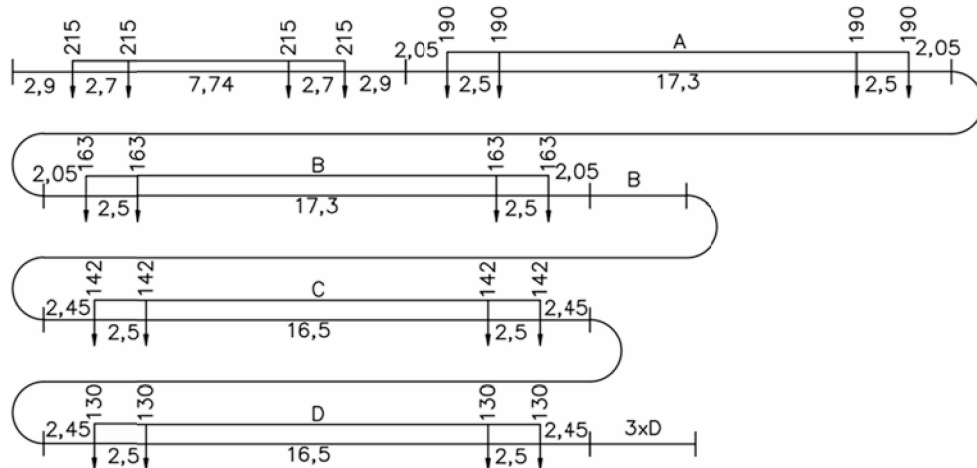 215 215 215 215 190 190 A 190 190
2,9 2,7 7,74 2,7 2,9 2,05 2,5 17,3 2,5 2,05
2,05 163 163 B 163 163 2,05 B
2,5 17,3 2,5
142 142 C 142 142
2,45 2,5 16,5 2,5 2,45
130 130 D 130 130 3xD
2,45 2,5 16,5 2,5 2,45